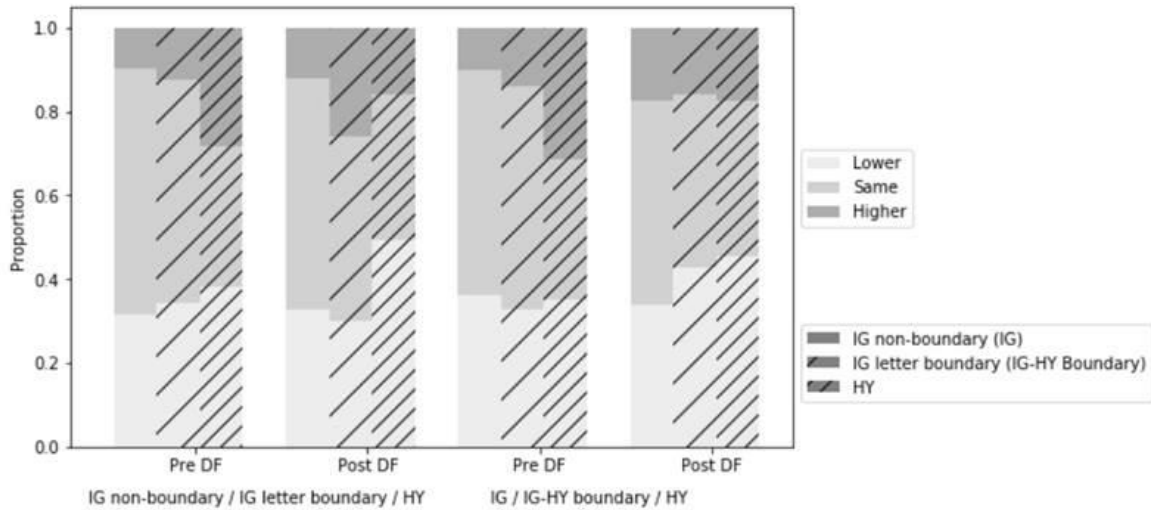 1.0
0.8
0.6
0.4
0.2
0.0
Proportion
Pre DF
Post DF
Pre DF
Post DF
IG non-boundary / IG letter boundary / HY
IG / IG-HY boundary / HY
Lower
Same
Higher
IG non-boundary (IG)
IG letter boundary (IG-HY Boundary)
HY